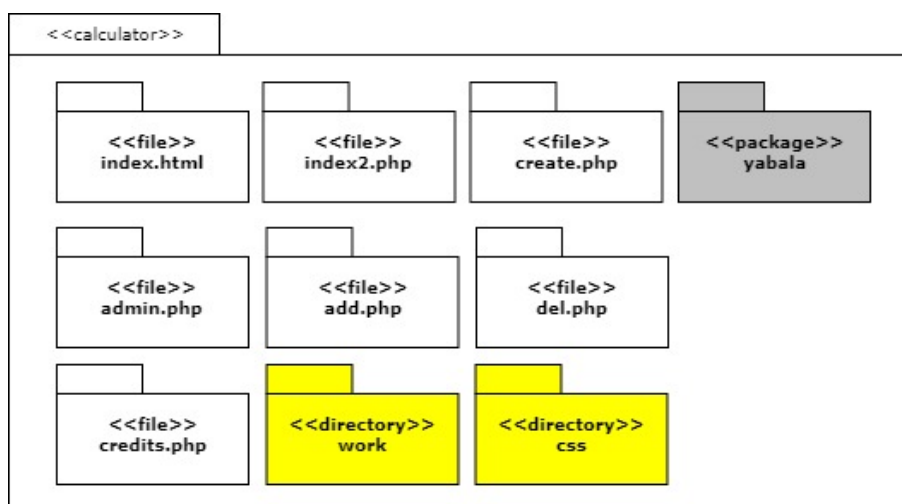 <<calculator>>
<<file>>
index.html
<<file>>
index2.php
<<file>>
create.php
<<package>>
yabala
<<file>>
admin.php
<<file>>
add.php
<<file>>
del.php
<<file>>
credits.php
<<directory>>
work
<<directory>>
css